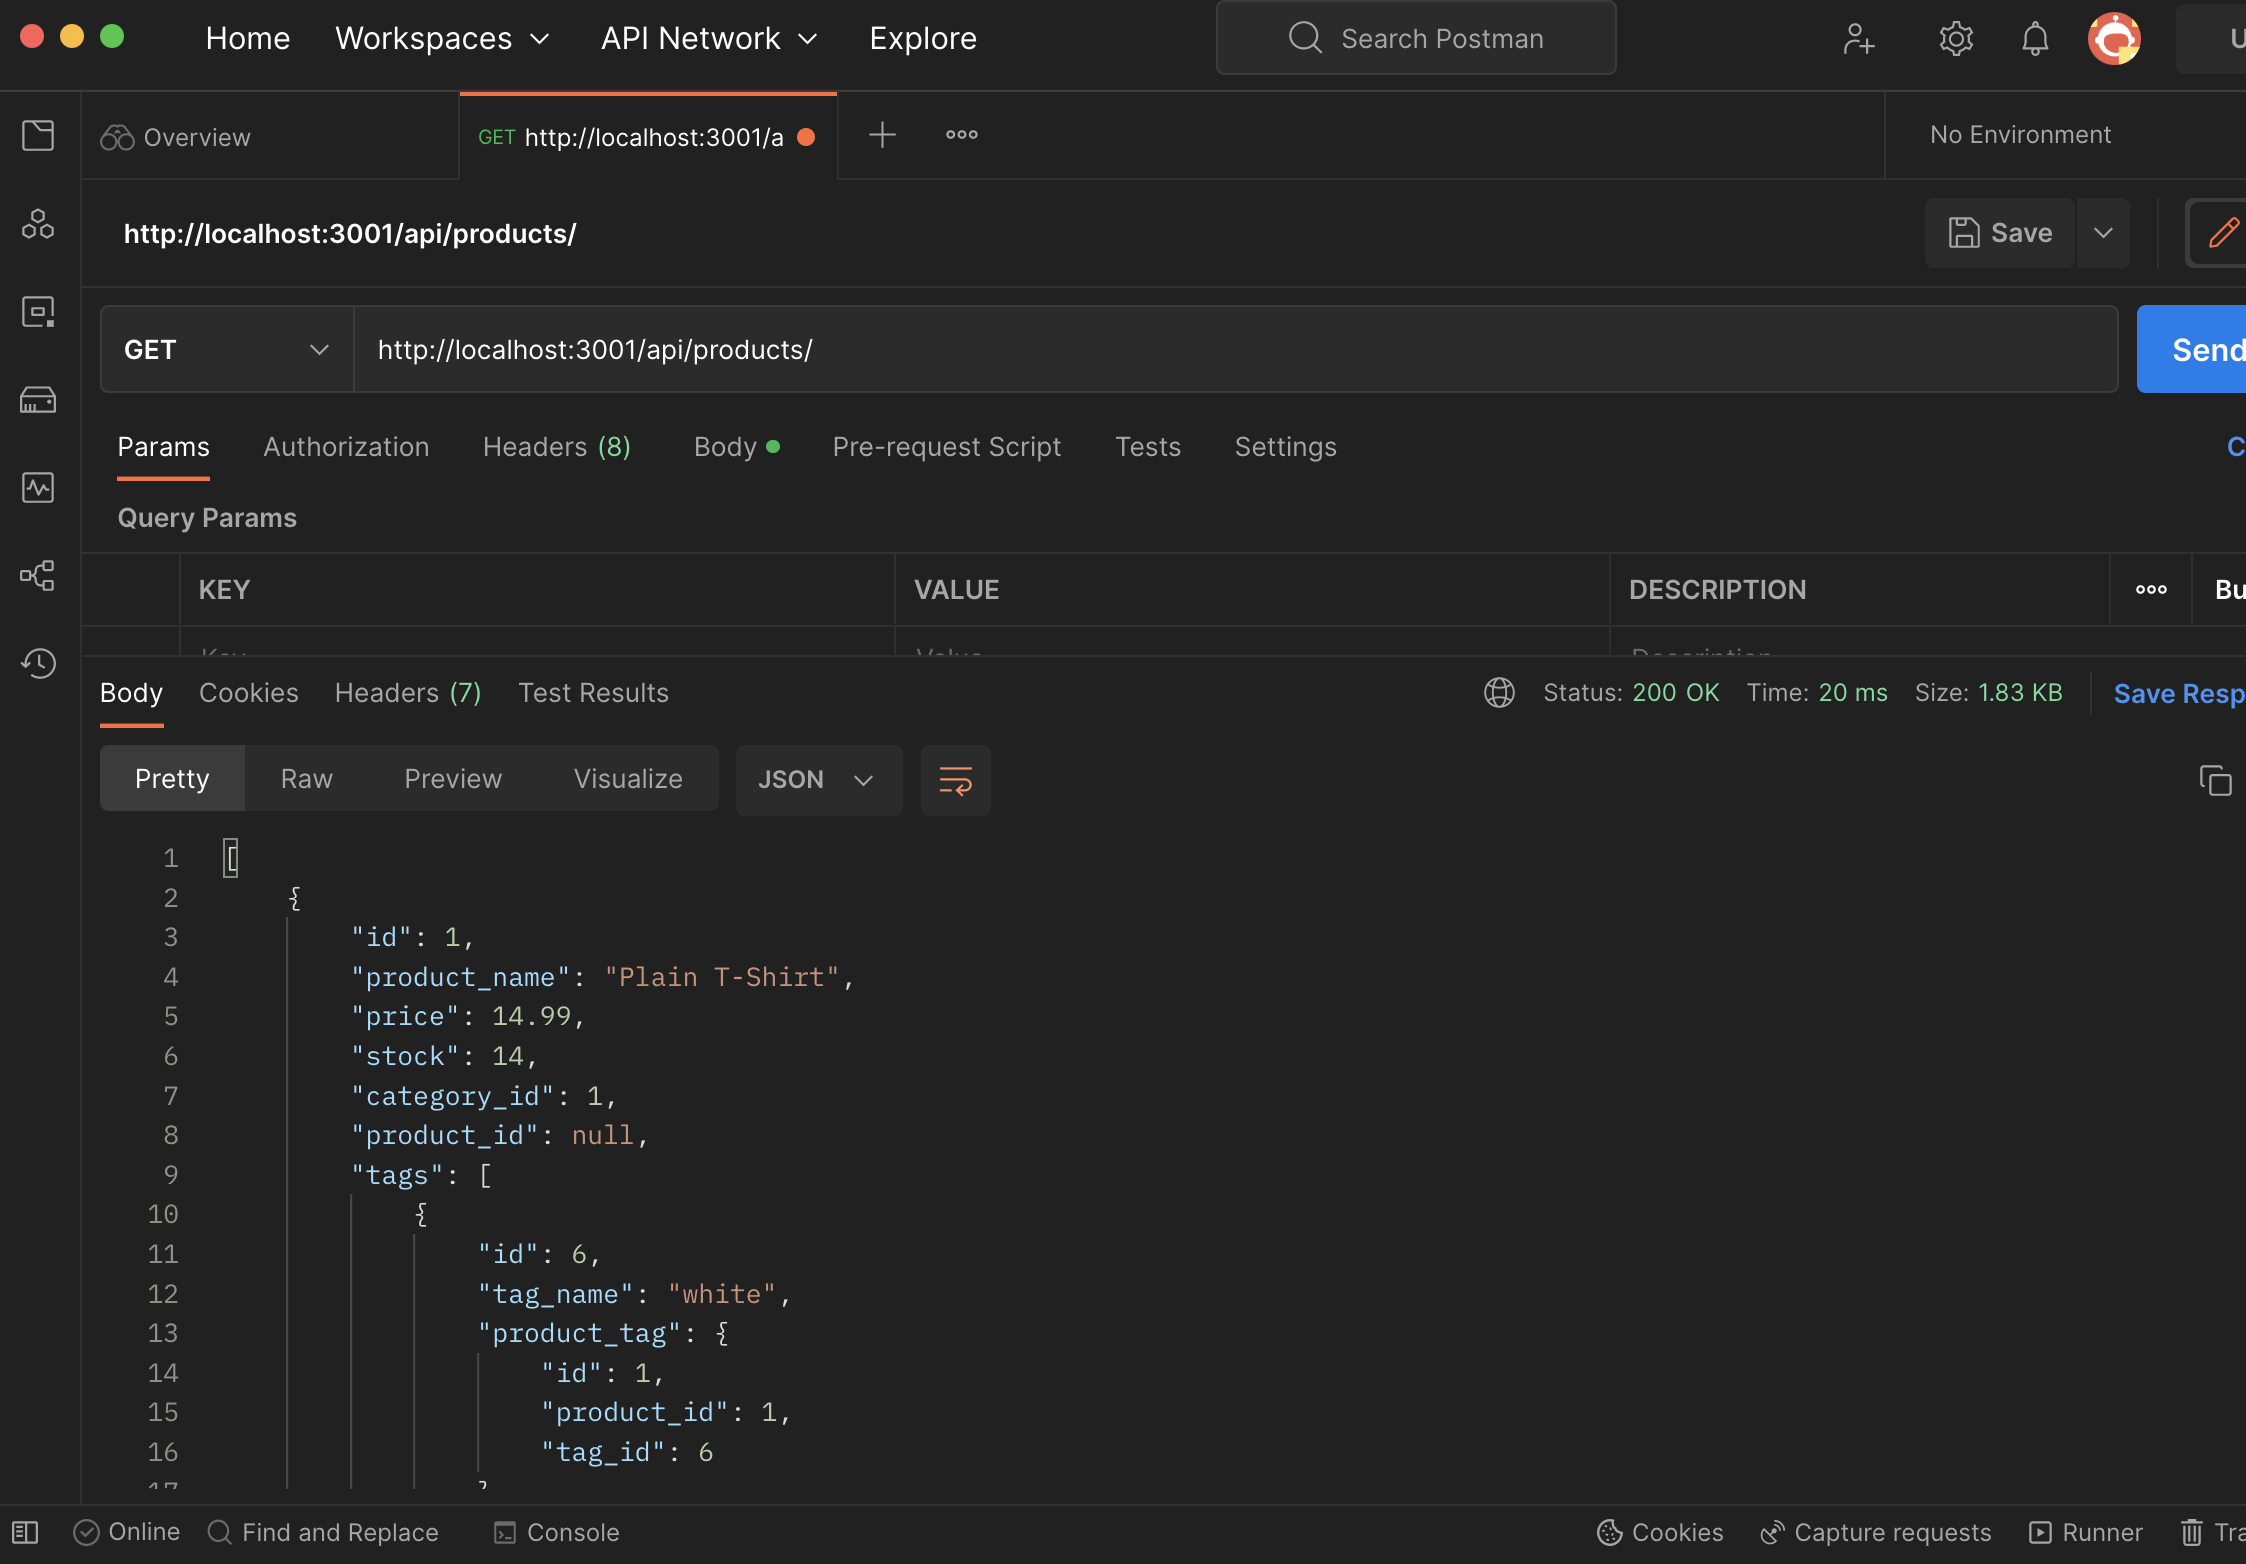 Home Workspaces API Network Explore Search Postman
Overview GET http://localhost:3001/a No Environment
http://localhost:3001/api/products/ Save
GET http://localhost:3001/api/products/ Send
Params Authorization Headers (8) Body Pre-request Script Tests Settings
Query Params
KEY VALUE DESCRIPTION Bu
Key Value Description
Body Cookies Headers (7) Test Results Status: 200 OK Time: 20 ms Size: 1.83 KB Save Resp
Pretty Raw Preview Visualize JSON
1 [
2 {
3 "id": 1,
4 "product_name": "Plain T-Shirt",
5 "price": 14.99,
6 "stock": 14,
7 "category_id": 1,
8 "product_id": null,
9 "tags": [
10 {
11 "id": 6,
12 "tag_name": "white",
13 "product_tag": {
14 "id": 1,
15 "product_id": 1,
16 "tag_id": 6
17 }
Online Find and Replace Console Cookies Capture requests Runner Tra